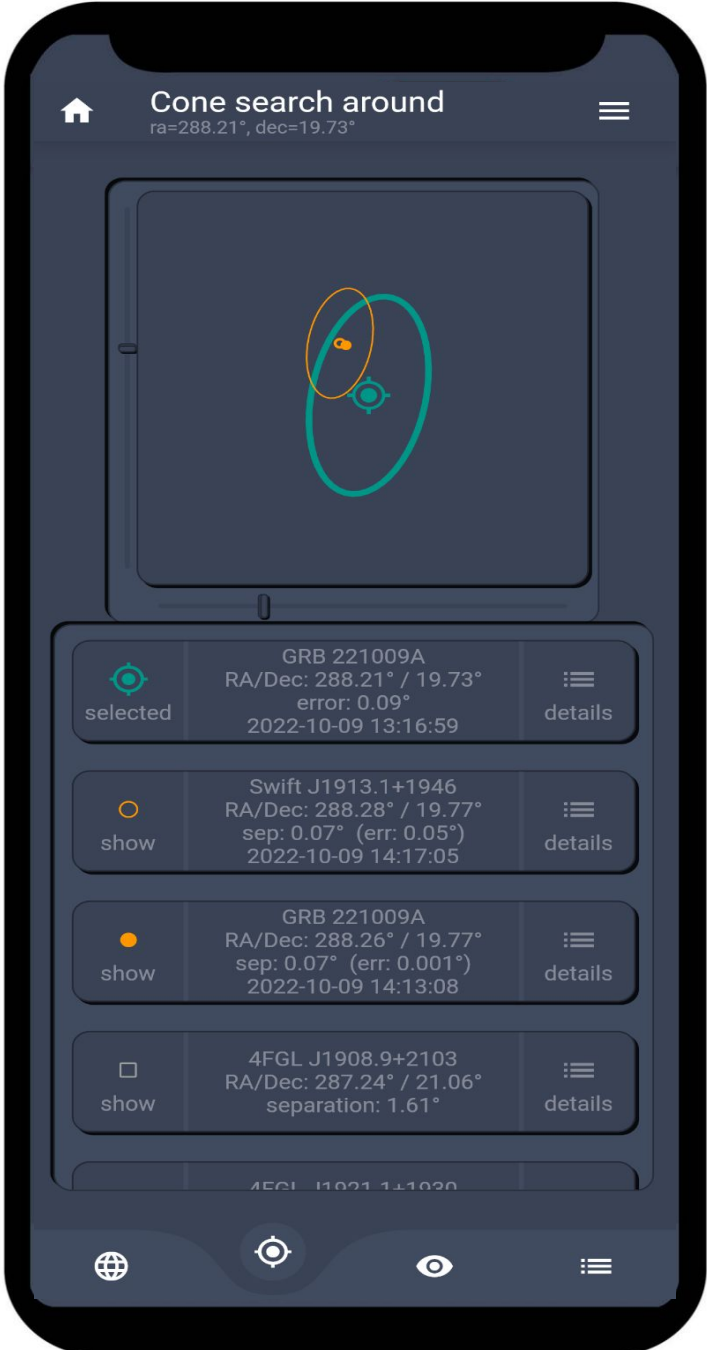 Cone search around
ra=288.21°, dec=19.73°
GRB 221009A
RA/Dec: 288.21° / 19.73°
error: 0.09°
2022-10-09 13:16:59
selected
details
Swift J1913.1+1946
RA/Dec: 288.28° / 19.77°
sep: 0.07° (err: 0.05°)
2022-10-09 14:17:05
show
details
GRB 221009A
RA/Dec: 288.26° / 19.77°
sep: 0.07° (err: 0.001°)
2022-10-09 14:13:08
show
details
4FGL J1908.9+2103
RA/Dec: 287.24° / 21.06°
separation: 1.61°
show
details
4FGL J1921.1+1930